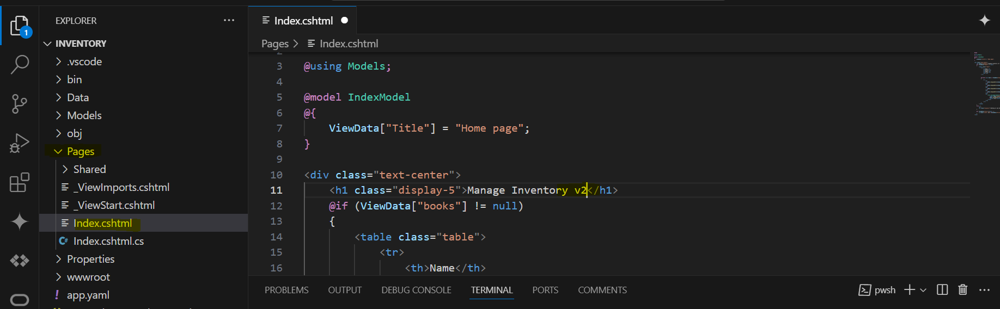 EXPLORER
1
INVENTORY
.vscode
bin
Data
Models
obj
Pages
Shared
_ViewImports.cshtml
_ViewStart.cshtml
Index.cshtml
C# Index.cshtml.cs
Properties
wwwroot
! app.yaml
Index.cshtml
Pages > Index.cshtml
3 @using Models;
4
5 @model IndexModel
6 @{
7 ViewData["Title"] = "Home page";
8 }
9
10 <div class="text-center">
11 <h1 class="display-5">Manage Inventory v2</h1>
12 @if (ViewData["books"] != null)
13 {
14 <table class="table">
15 <tr>
16 <th>Name</th>
PROBLEMS OUTPUT DEBUG CONSOLE TERMINAL PORTS COMMENTS pwsh